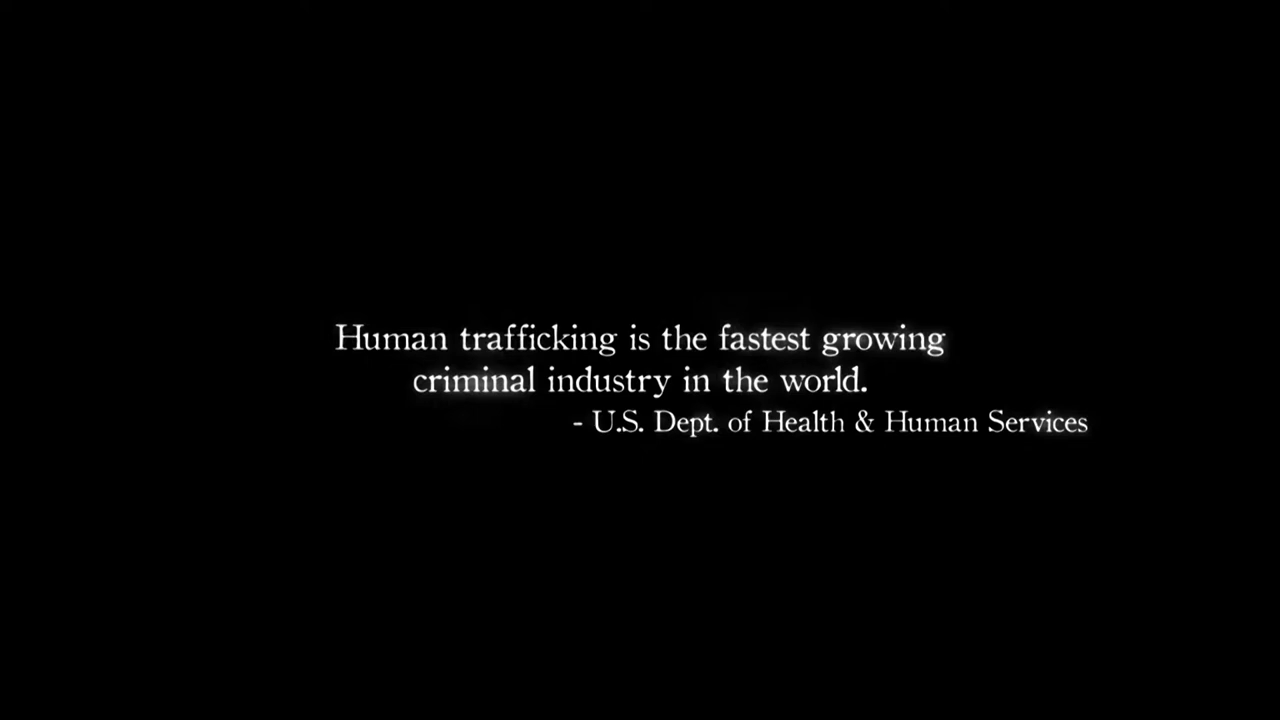 Human trafficking is the fastest growing
criminal industry in the world.
- U.S. Dept. of Health & Human Services